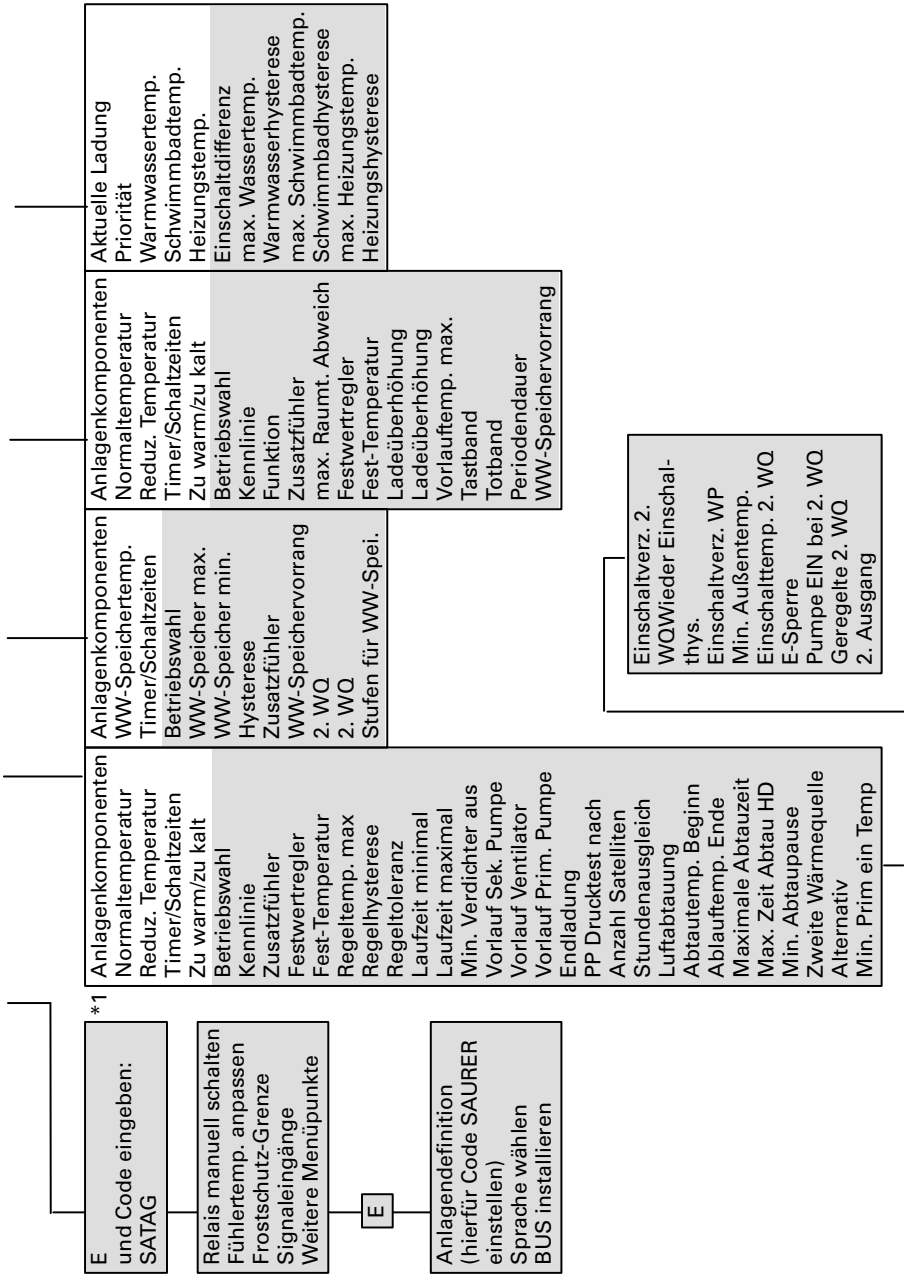 E
und Code eingeben:
SATAG
*1
Relais manuell schalten
Fühlertemp. anpassen
Frostschutz-Grenze
Signaleingänge
Weitere Menüpunkte
E
Anlagendefinition
(hierfür Code SAURER
einstellen)
Sprache wählen
BUS installieren
Anlagenkomponenten
Normaltemperatur
Reduz. Temperatur
Timer/Schaltzeiten
Zu warm/zu kalt
Betriebswahl
Kennlinie
Zusatzfühler
Festwertregler
Fest-Temperatur
Regeltemp. max
Regelhysterese
Regeltoleranz
Laufzeit minimal
Laufzeit maximal
Min. Verdichter aus
Vorlauf Sek. Pumpe
Vorlauf Ventilator
Vorlauf Prim. Pumpe
Endladung
PP Drucktest nach
Anzahl Satelliten
Stundenausgleich
Luftabtauung
Abtautemp. Beginn
Ablauftemp. Ende
Maximale Abtauzeit
Max. Zeit Abtau HD
Min. Abtaupause
Zweite Wärmequelle
Alternativ
Min. Prim ein Temp
Anlagenkomponenten
WW-Speichertemp.
Timer/Schaltzeiten
Betriebswahl
WW-Speicher max.
WW-Speicher min.
Hysterese
Zusatzfühler
WW-Speichervorrang
2. WQ
2. WQ
Stufen für WW-Spei.
Einschaltverz. 2.
WQWieder Einschal-
thys.
Einschaltverz. WP
Min. Außentemp.
Einschalttemp. 2. WQ
E-Sperre
Pumpe EIN bei 2. WQ
Geregelte 2. WQ
2. Ausgang
Anlagenkomponenten
Normaltemperatur
Reduz. Temperatur
Timer/Schaltzeiten
Zu warm/zu kalt
Betriebswahl
Kennlinie
Funktion
Zusatzfühler
max. Raumt. Abweich
Festwertregler
Fest-Temperatur
Ladeüberhöhung
Ladeüberhöhung
Vorlauftemp. max.
Tastband
Totband
Periodendauer
WW-Speichervorrang
Aktuelle Ladung
Priorität
Warmwassertemp.
Schwimmbadtemp.
Heizungstemp.
Einschaltdifferenz
max. Wassertemp.
Warmwasserhysterese
max. Schwimmbadtemp.
Schwimmbadhysterese
max. Heizungstemp.
Heizungshysterese